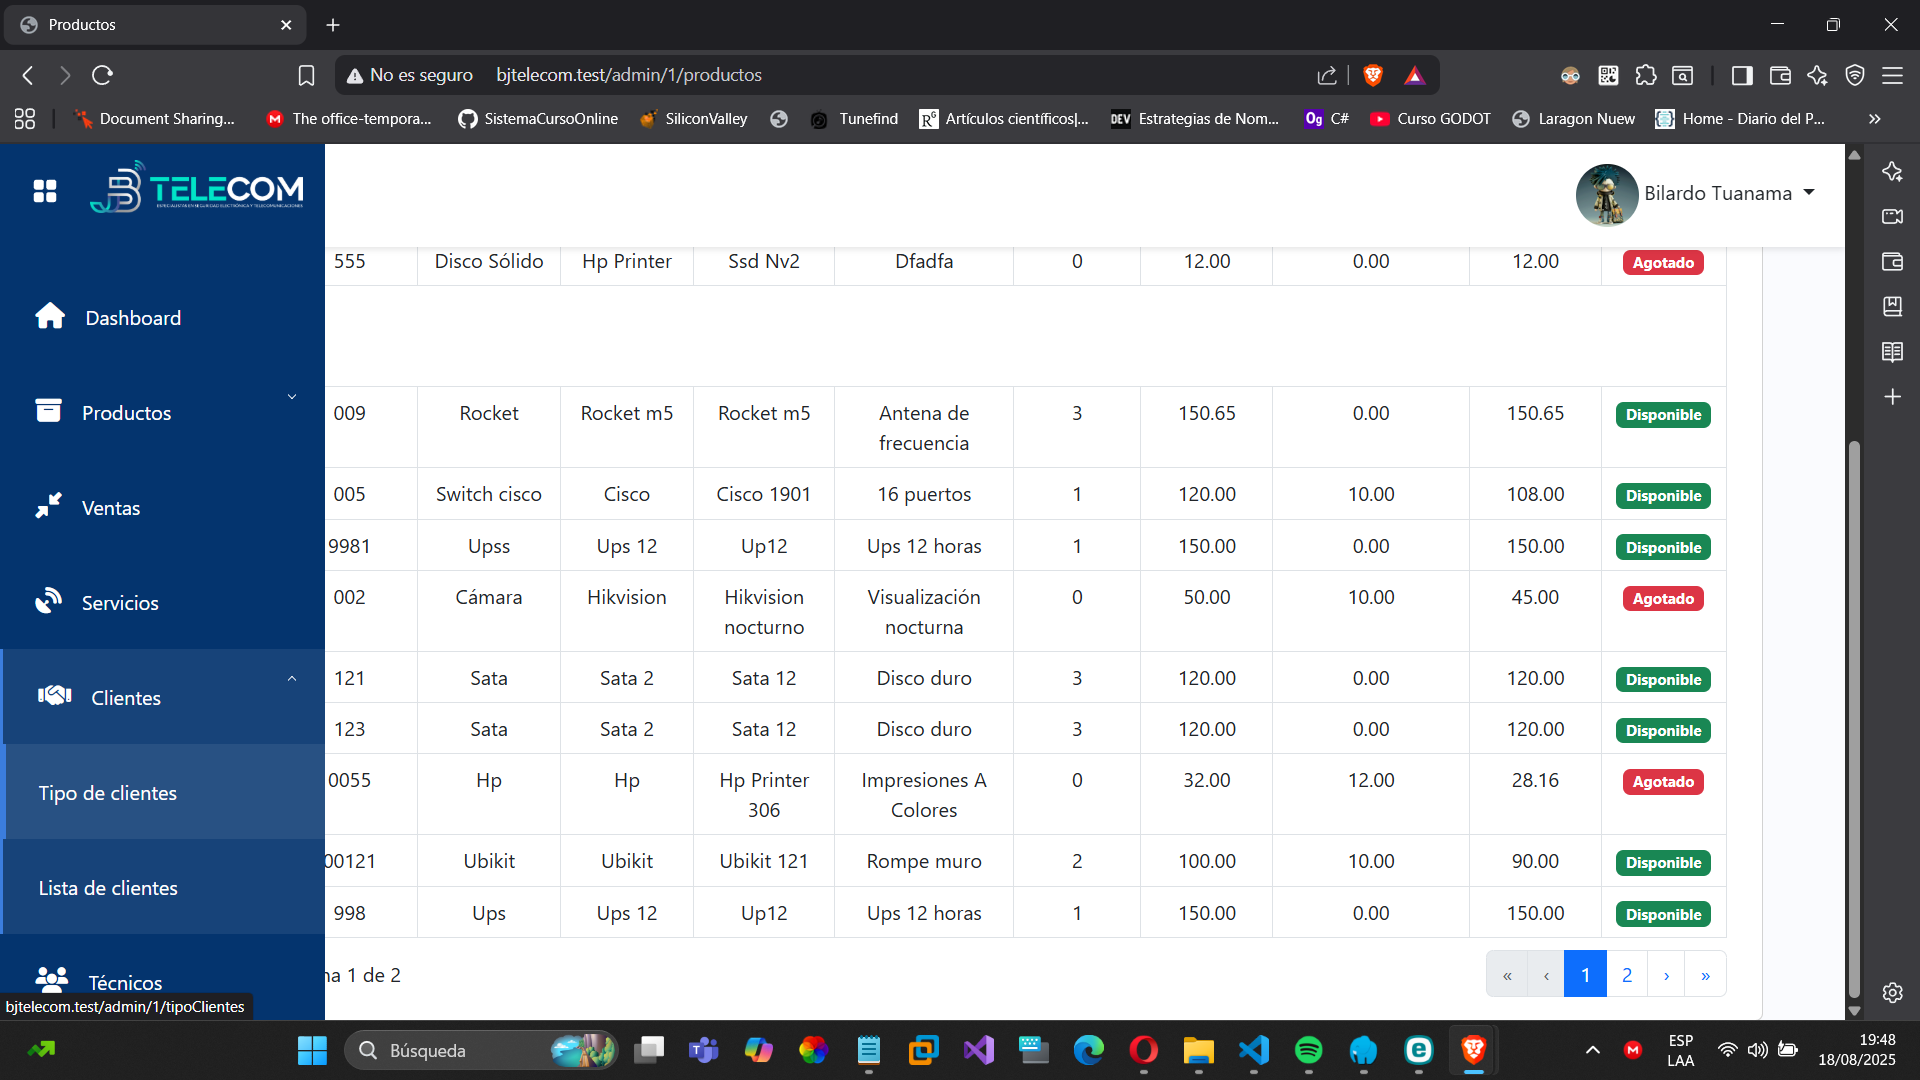 Productos
No es seguro bjtelecom.test/admin/1/productos
Document Sharing... The office-tempora... SistemaCursoOnline SiliconValley Tunefind Artículos científicos|... Estrategias de Nom... C# Curso GODOT Laragon Nuew Home - Diario del P... »
JB TELECOM
Bilardo Tuanama
555 Disco Sólido Hp Printer Ssd Nv2 Dfadfa 0 12.00 0.00 12.00 Agotado
Dashboard
Productos
Ventas
Servicios
Clientes
Tipo de clientes
Lista de clientes
Técnicos
009 Rocket Rocket m5 Rocket m5 Antena de frecuencia 3 150.65 0.00 150.65 Disponible
005 Switch cisco Cisco Cisco 1901 16 puertos 1 120.00 10.00 108.00 Disponible
9981 Upss Ups 12 Up12 Ups 12 horas 1 150.00 0.00 150.00 Disponible
002 Cámara Hikvision Hikvision nocturno Visualización nocturna 0 50.00 10.00 45.00 Agotado
121 Sata Sata 2 Sata 12 Disco duro 3 120.00 0.00 120.00 Disponible
123 Sata Sata 2 Sata 12 Disco duro 3 120.00 0.00 120.00 Disponible
0055 Hp Hp Hp Printer 306 Impresiones A Colores 0 32.00 12.00 28.16 Agotado
00121 Ubikit Ubikit Ubikit 121 Rompe muro 2 100.00 10.00 90.00 Disponible
998 Ups Ups 12 Up12 Ups 12 horas 1 150.00 0.00 150.00 Disponible
na 1 de 2
« ‹ 1 2 › »
bjtelecom.test/admin/1/tipoClientes
Búsqueda
ESP
LAA
19:48
18/08/2025